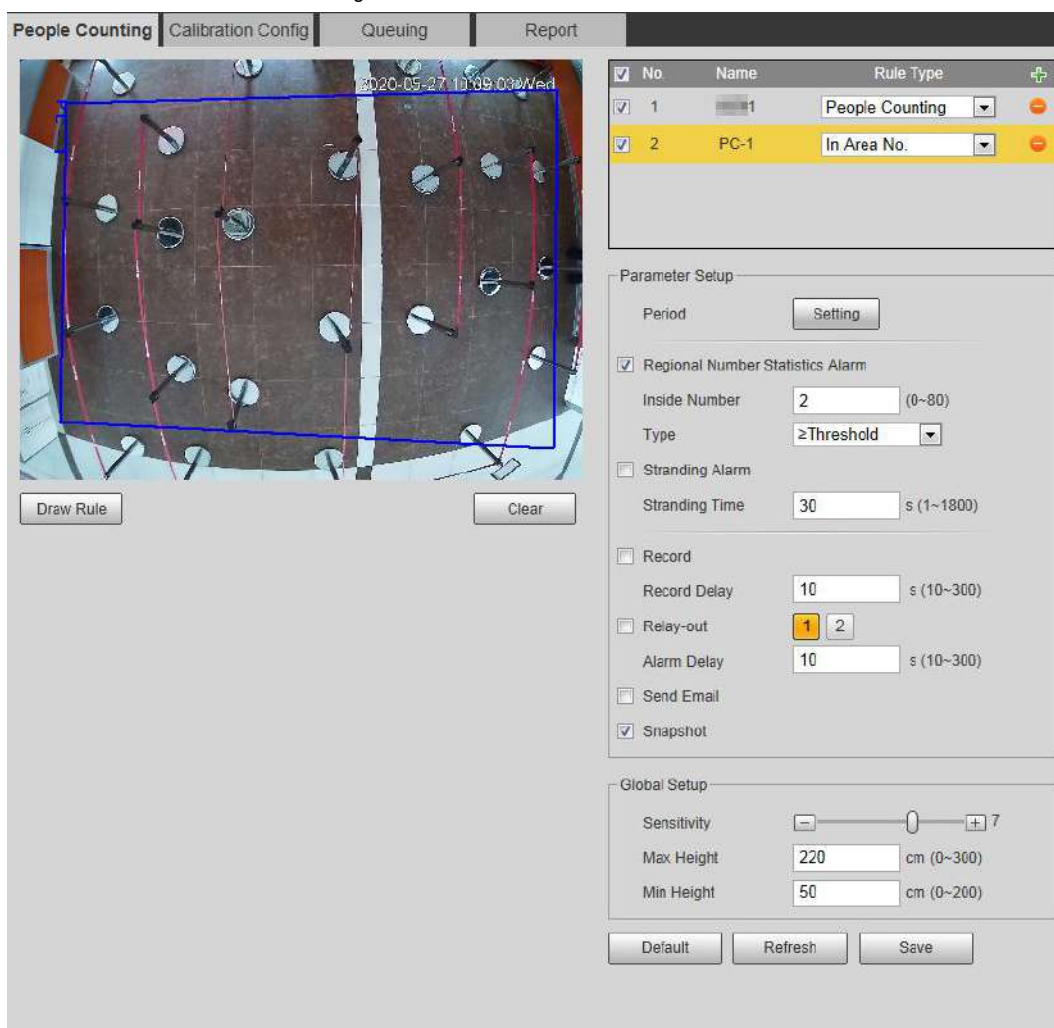 People Counting Calibration Config Queuing Report
2020-05-27 10:09:03 Wed
No. Name Rule Type
1 1 People Counting
2 PC-1 In Area No.
Draw Rule Clear
Parameter Setup
Period Setting
Regional Number Statistics Alarm
Inside Number 2 (0~80)
Type ≥Threshold
Stranding Alarm
Stranding Time 30 s (1~1800)
Record
Record Delay 10 s (10~300)
Relay-out 1 2
Alarm Delay 10 s (10~300)
Send Email
Snapshot
Global Setup
Sensitivity 7
Max Height 220 cm (0~300)
Min Height 50 cm (0~200)
Default Refresh Save